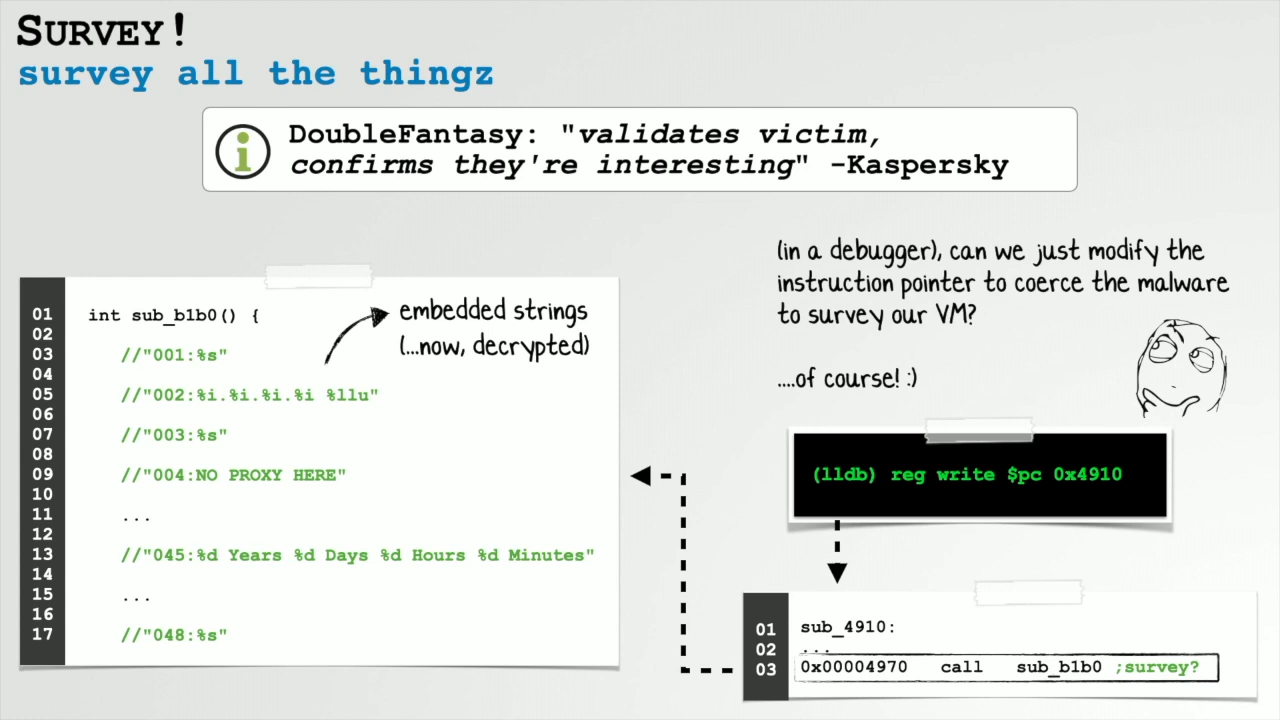 SURVEY!
survey all the thingz
DoubleFantasy: "validates victim,
confirms they're interesting" -Kaspersky
01 int sub_b1b0() {
02
03 //"001:%s"
04
05 //"002:%i.%i.%i.%i %llu"
06
07 //"003:%s"
08
09 //"004:NO PROXY HERE"
10
11 ...
12
13 //"045:%d Years %d Days %d Hours %d Minutes"
14
15 ...
16
17 //"048:%s"
embedded strings
(...now, decrypted)
(in a debugger), can we just modify the
instruction pointer to coerce the malware
to survey our VM?
....of course! :)
(lldb) reg write $pc 0x4910
01 sub_4910:
02 ...
03 0x00004970 call sub_b1b0 ;survey?